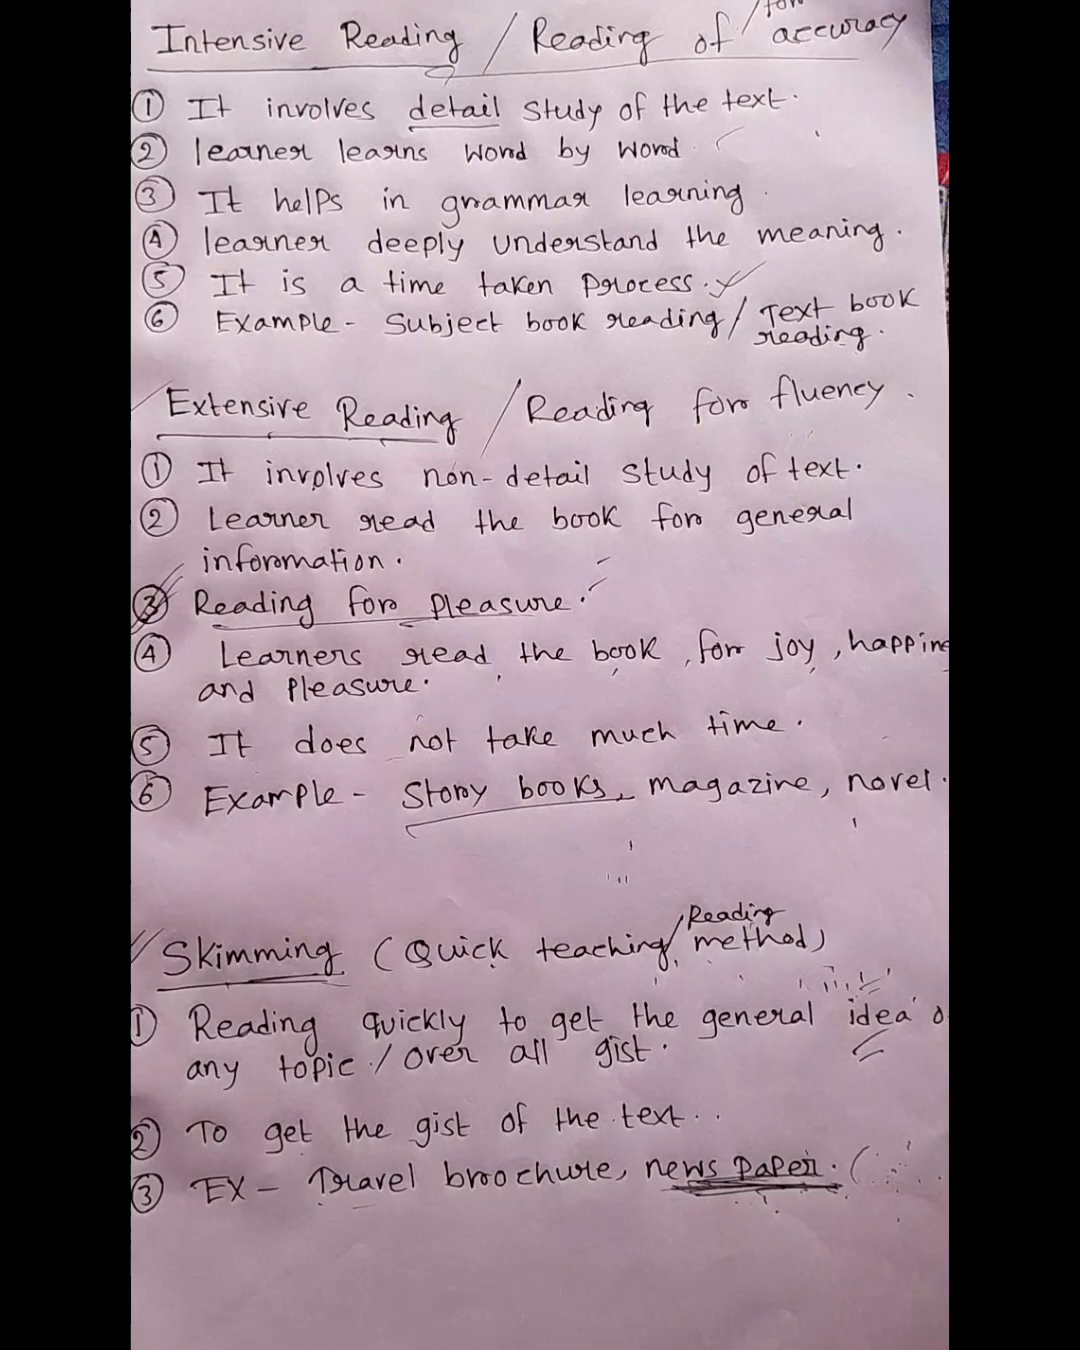 Intensive Reading / Reading of / for accuracy
① It involves detail study of the text.
② learner learns word by word
③ It helps in grammar learning
④ learner deeply understand the meaning.
⑤ It is a time taken process.
⑥ Example - Subject book reading / Text book
reading.
Extensive Reading / Reading for fluency.
① It involves non-detail study of text.
② Learner read the book for general
information.
③ Reading for pleasure.
④ Learners read the book, for joy, happine
and pleasure.
⑤ It does not take much time.
⑥ Example - Story books, magazine, novel.
Skimming (Quick teaching / Reading method)
① Reading quickly to get the general idea o
any topic. / over all gist.
② To get the gist of the text..
③ EX - Travel brochure, news paper.